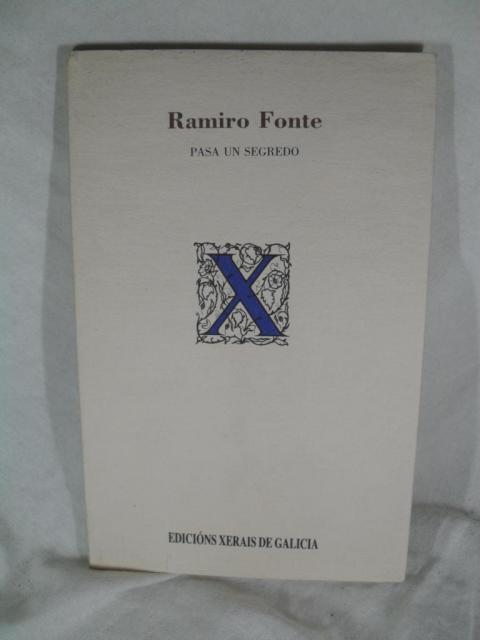 Ramiro Fonte
PASA UN SEGREDO
X
EDICIÓNS XERAIS DE GALICIA